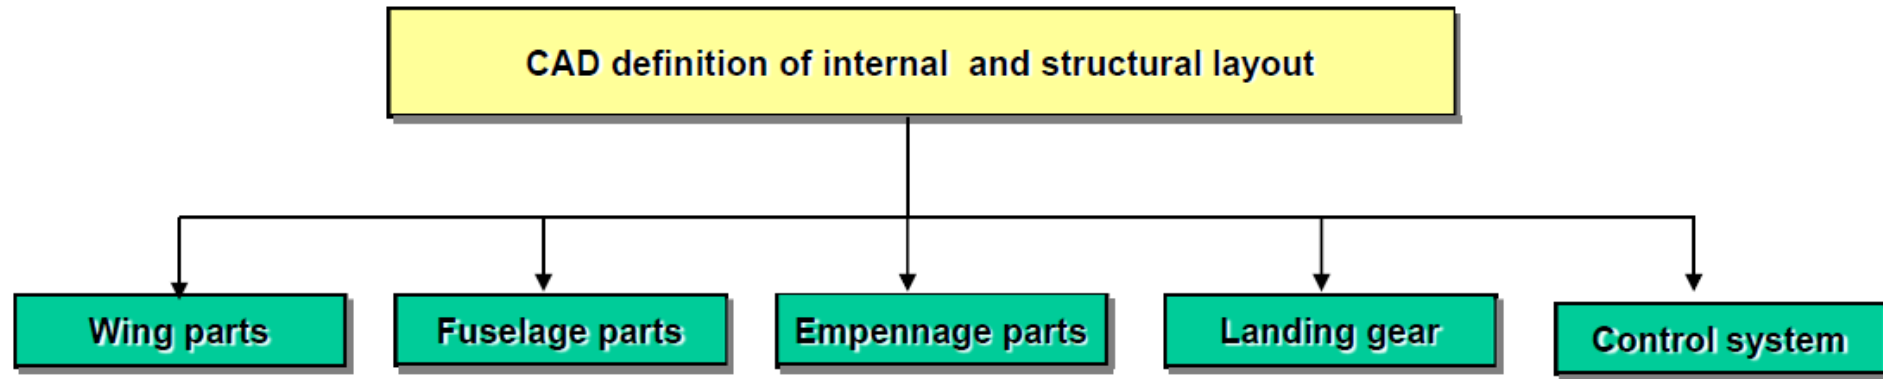 CAD definition of internal  and structural layout
Wing parts
Fuselage parts
Empennage parts
Landing gear
Control system